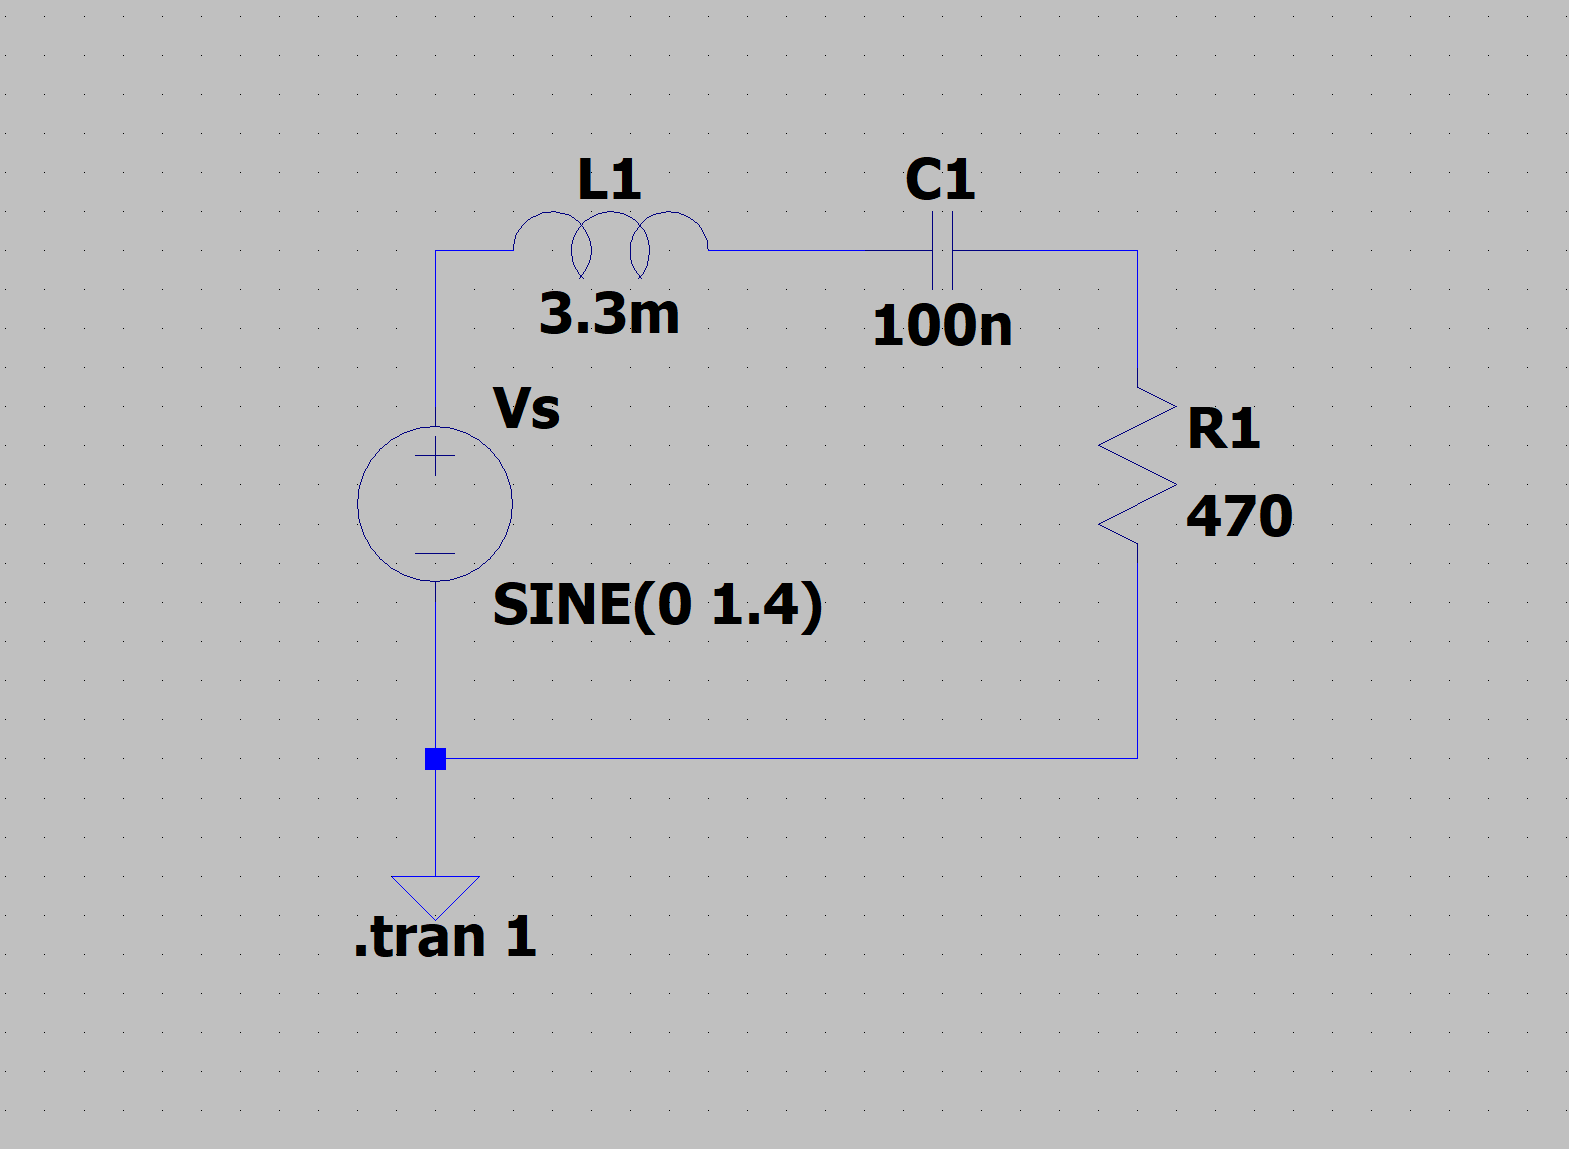 L1
3.3m
C1
100n
Vs
SINE(0 1.4)
R1
470
.tran 1